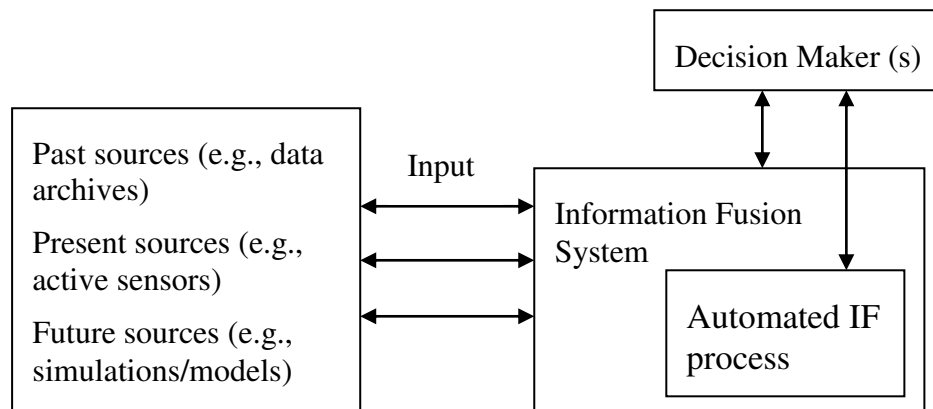 Decision Maker (s)
Past sources (e.g., data
archives)
Present sources (e.g.,
active sensors)
Future sources (e.g.,
simulations/models)
Input
Information Fusion
System
Automated IF
process